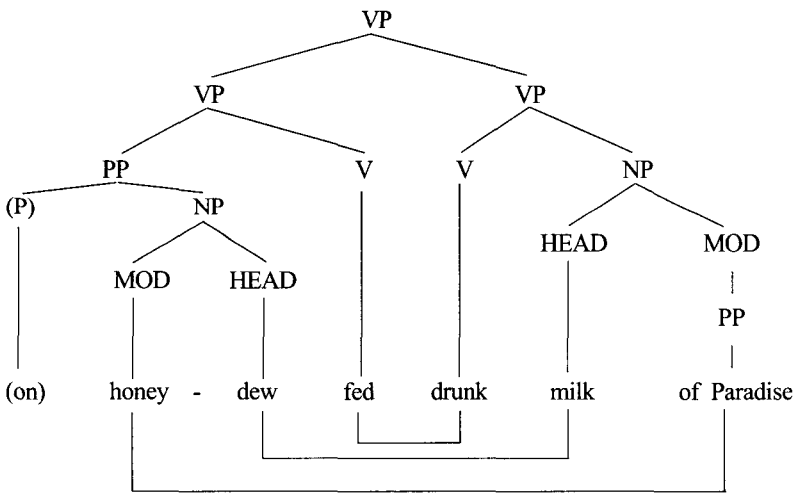 VP
VP VP
PP V V NP
(P) NP
HEAD MOD
MOD HEAD
PP
(on) honey - dew fed drunk milk of Paradise